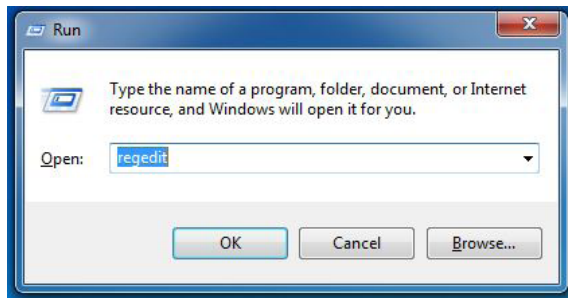 Run
Type the name of a program, folder, document, or Internet
resource, and Windows will open it for you.
Open: regedit
OK Cancel Browse...